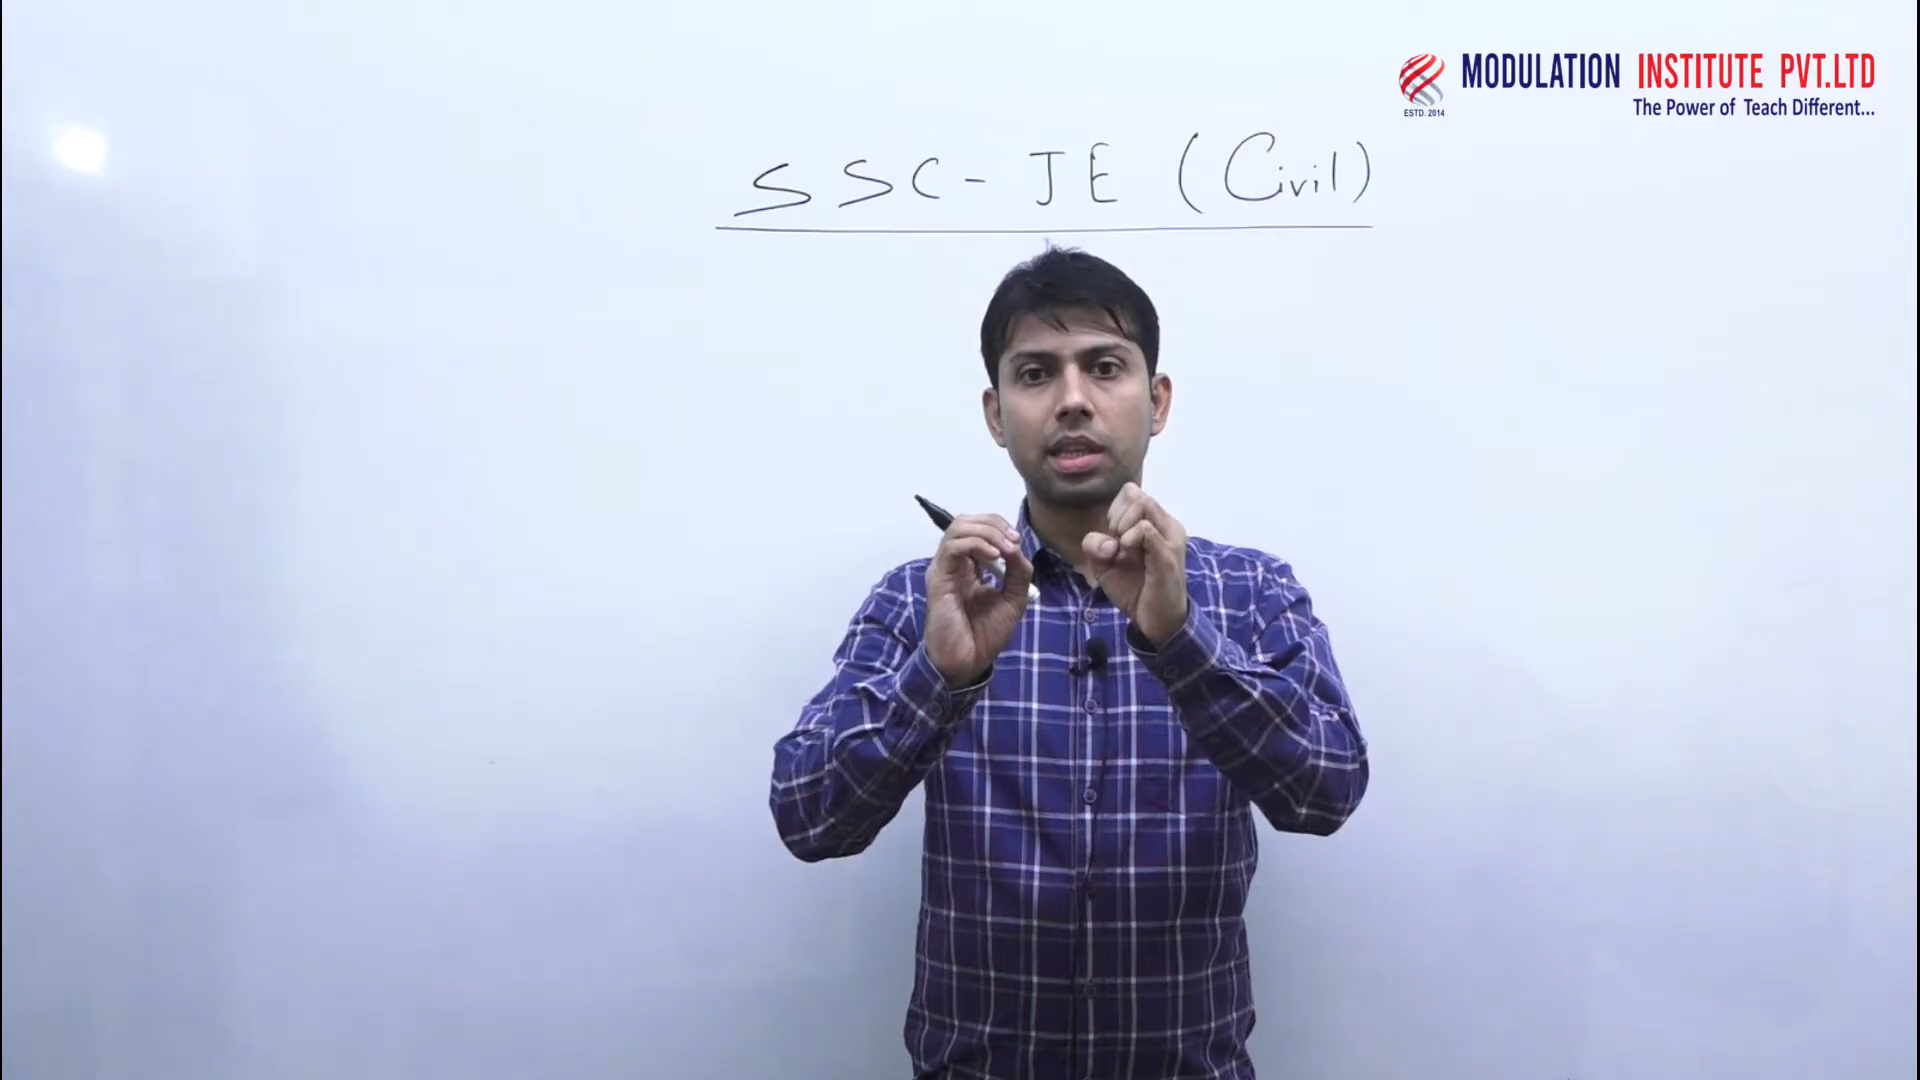 MODULATION INSTITUTE PVT.LTD
ESTD. 2014
The Power of Teach Different...
SSC-JE (Civil)